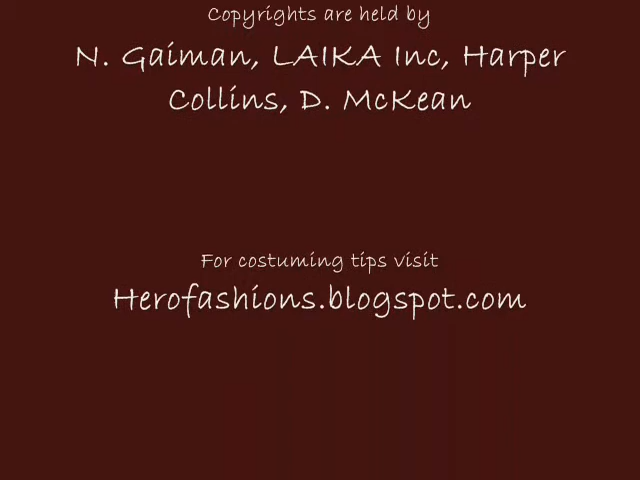 Copyrights are held by
N. Gaiman, LAIKA Inc, Harper
Collins, D. McKean
For costuming tips visit
Herofashions.blogspot.com